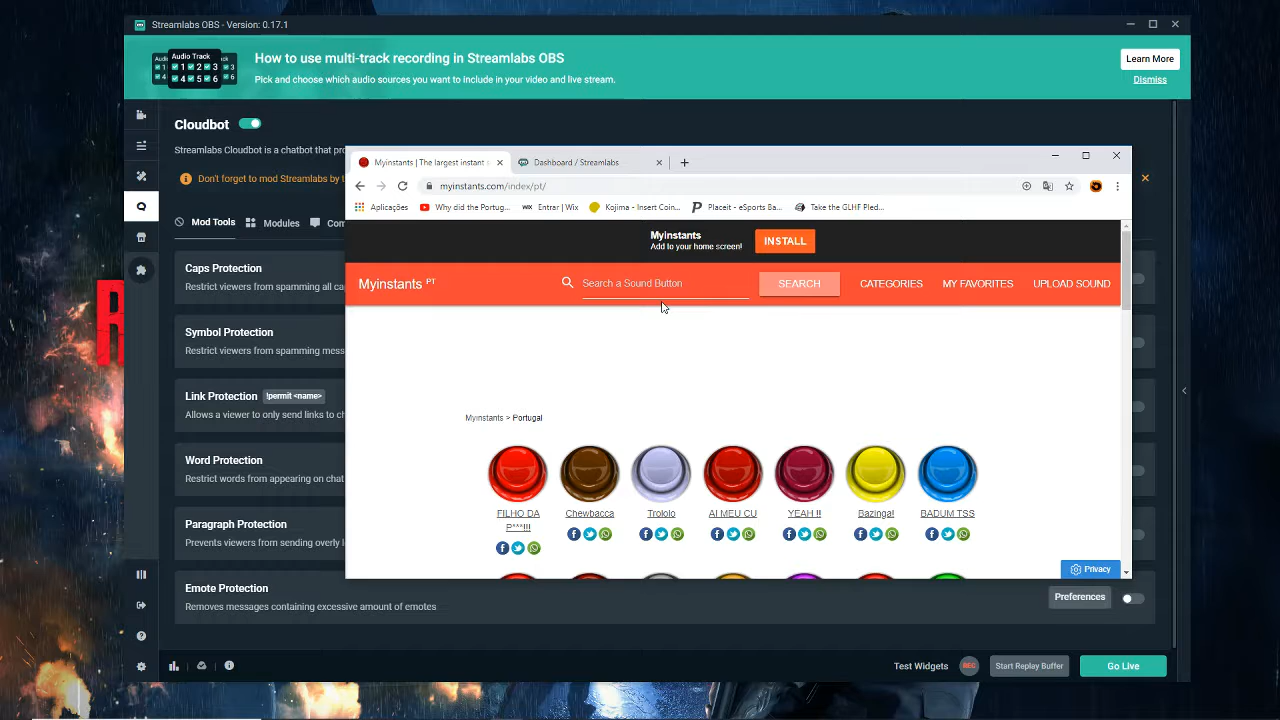 Streamlabs OBS - Version: 0.17.1
Audio Track
1 2 3
4 5 6
How to use multi-track recording in Streamlabs OBS
Pick and choose which audio sources you want to include in your video and live stream.
Learn More
Dismiss
Cloudbot
Streamlabs Cloudbot is a chatbot that pro
Don't forget to mod Streamlabs by t
Mod Tools
Modules
Com
Caps Protection
Restrict viewers from spamming all ca
Symbol Protection
Restrict viewers from spamming mess
Link Protection !permit <name>
Allows a viewer to only send links to ch
Word Protection
Restrict words from appearing on chat
Paragraph Protection
Prevents viewers from sending overly l
Emote Protection
Removes messages containing excessive amount of emotes
Preferences
Test Widgets
REC
Start Replay Buffer
Go Live
Myinstants | The largest instant s
Dashboard / Streamlabs
myinstants.com/index/pt/
Aplicações
Why did the Portug...
WIX Entrar | Wix
Kojima - Insert Coin...
Placeit - eSports Ba...
Take the GLHF Pled...
Myinstants
Add to your home screen!
INSTALL
Myinstants PT
Search a Sound Button
SEARCH
CATEGORIES
MY FAVORITES
UPLOAD SOUND
Myinstants > Portugal
FILHO DA
P***!!!
Chewbacca
Trololo
AI MEU CU
YEAH !!
Bazinga!
BADUM TSS
Privacy
R